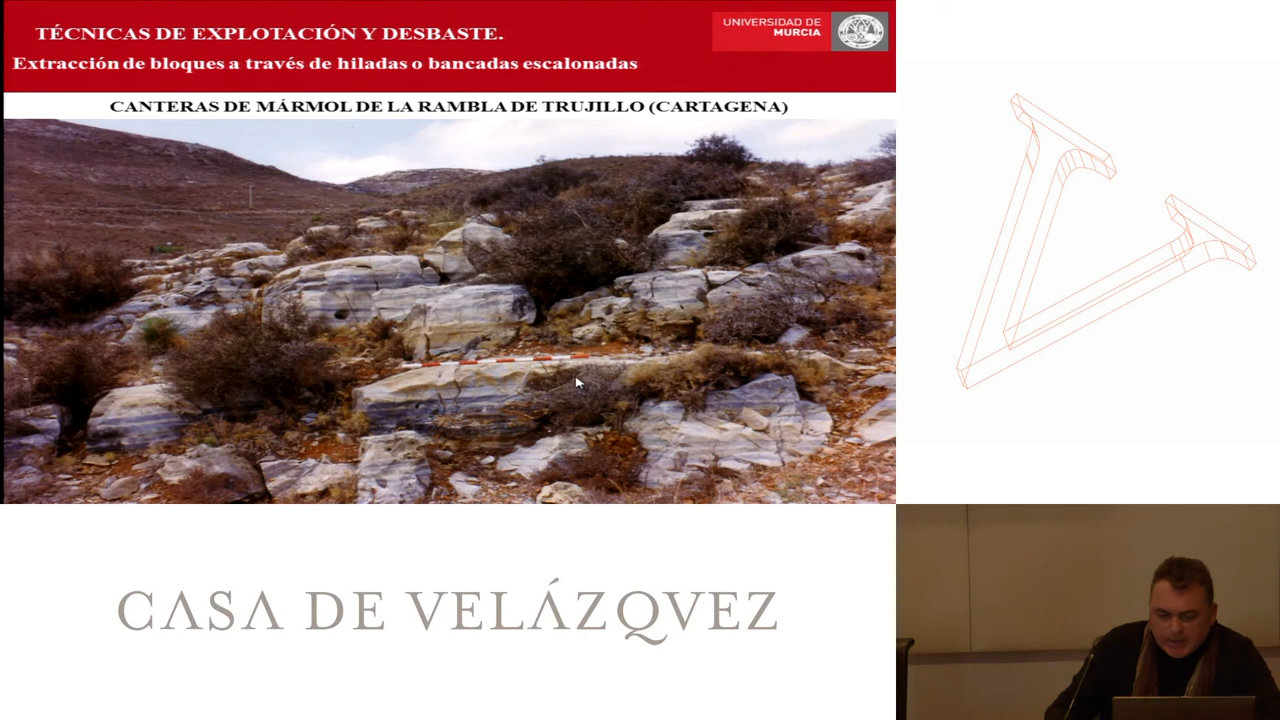 TÉCNICAS DE EXPLOTACIÓN Y DESBASTE.
Extracción de bloques a través de hiladas o bancadas escalonadas
UNIVERSIDAD DE
MURCIA
CANTERAS DE MÁRMOL DE LA RAMBLA DE TRUJILLO (CARTAGENA)
CASA DE VELÁZQVEZ